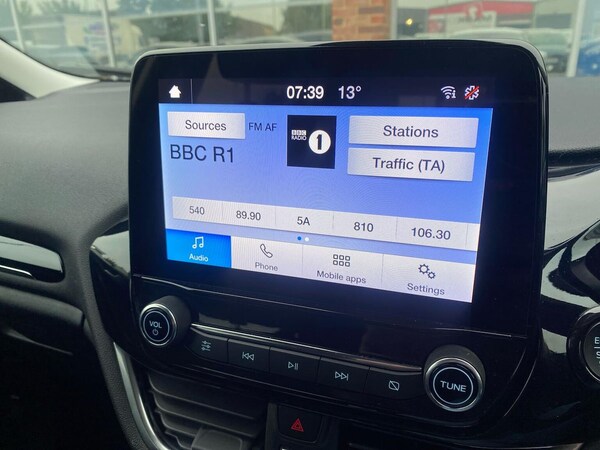 07:39 13°
Sources FM AF
BBC RADIO 1
Stations
BBC R1
Traffic (TA)
540 89.90 5A 810 106.30
Audio Phone Mobile apps Settings
VOL
TUNE